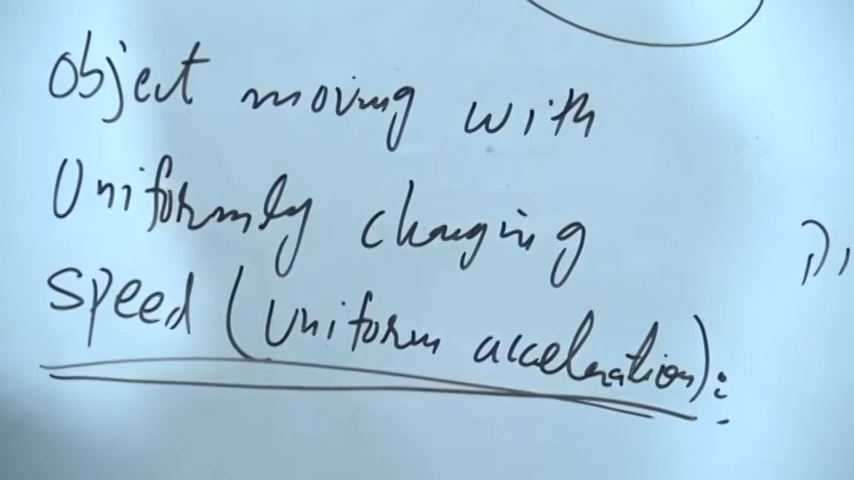 Object moving with
Uniformly changing
speed (Uniform acceleration):